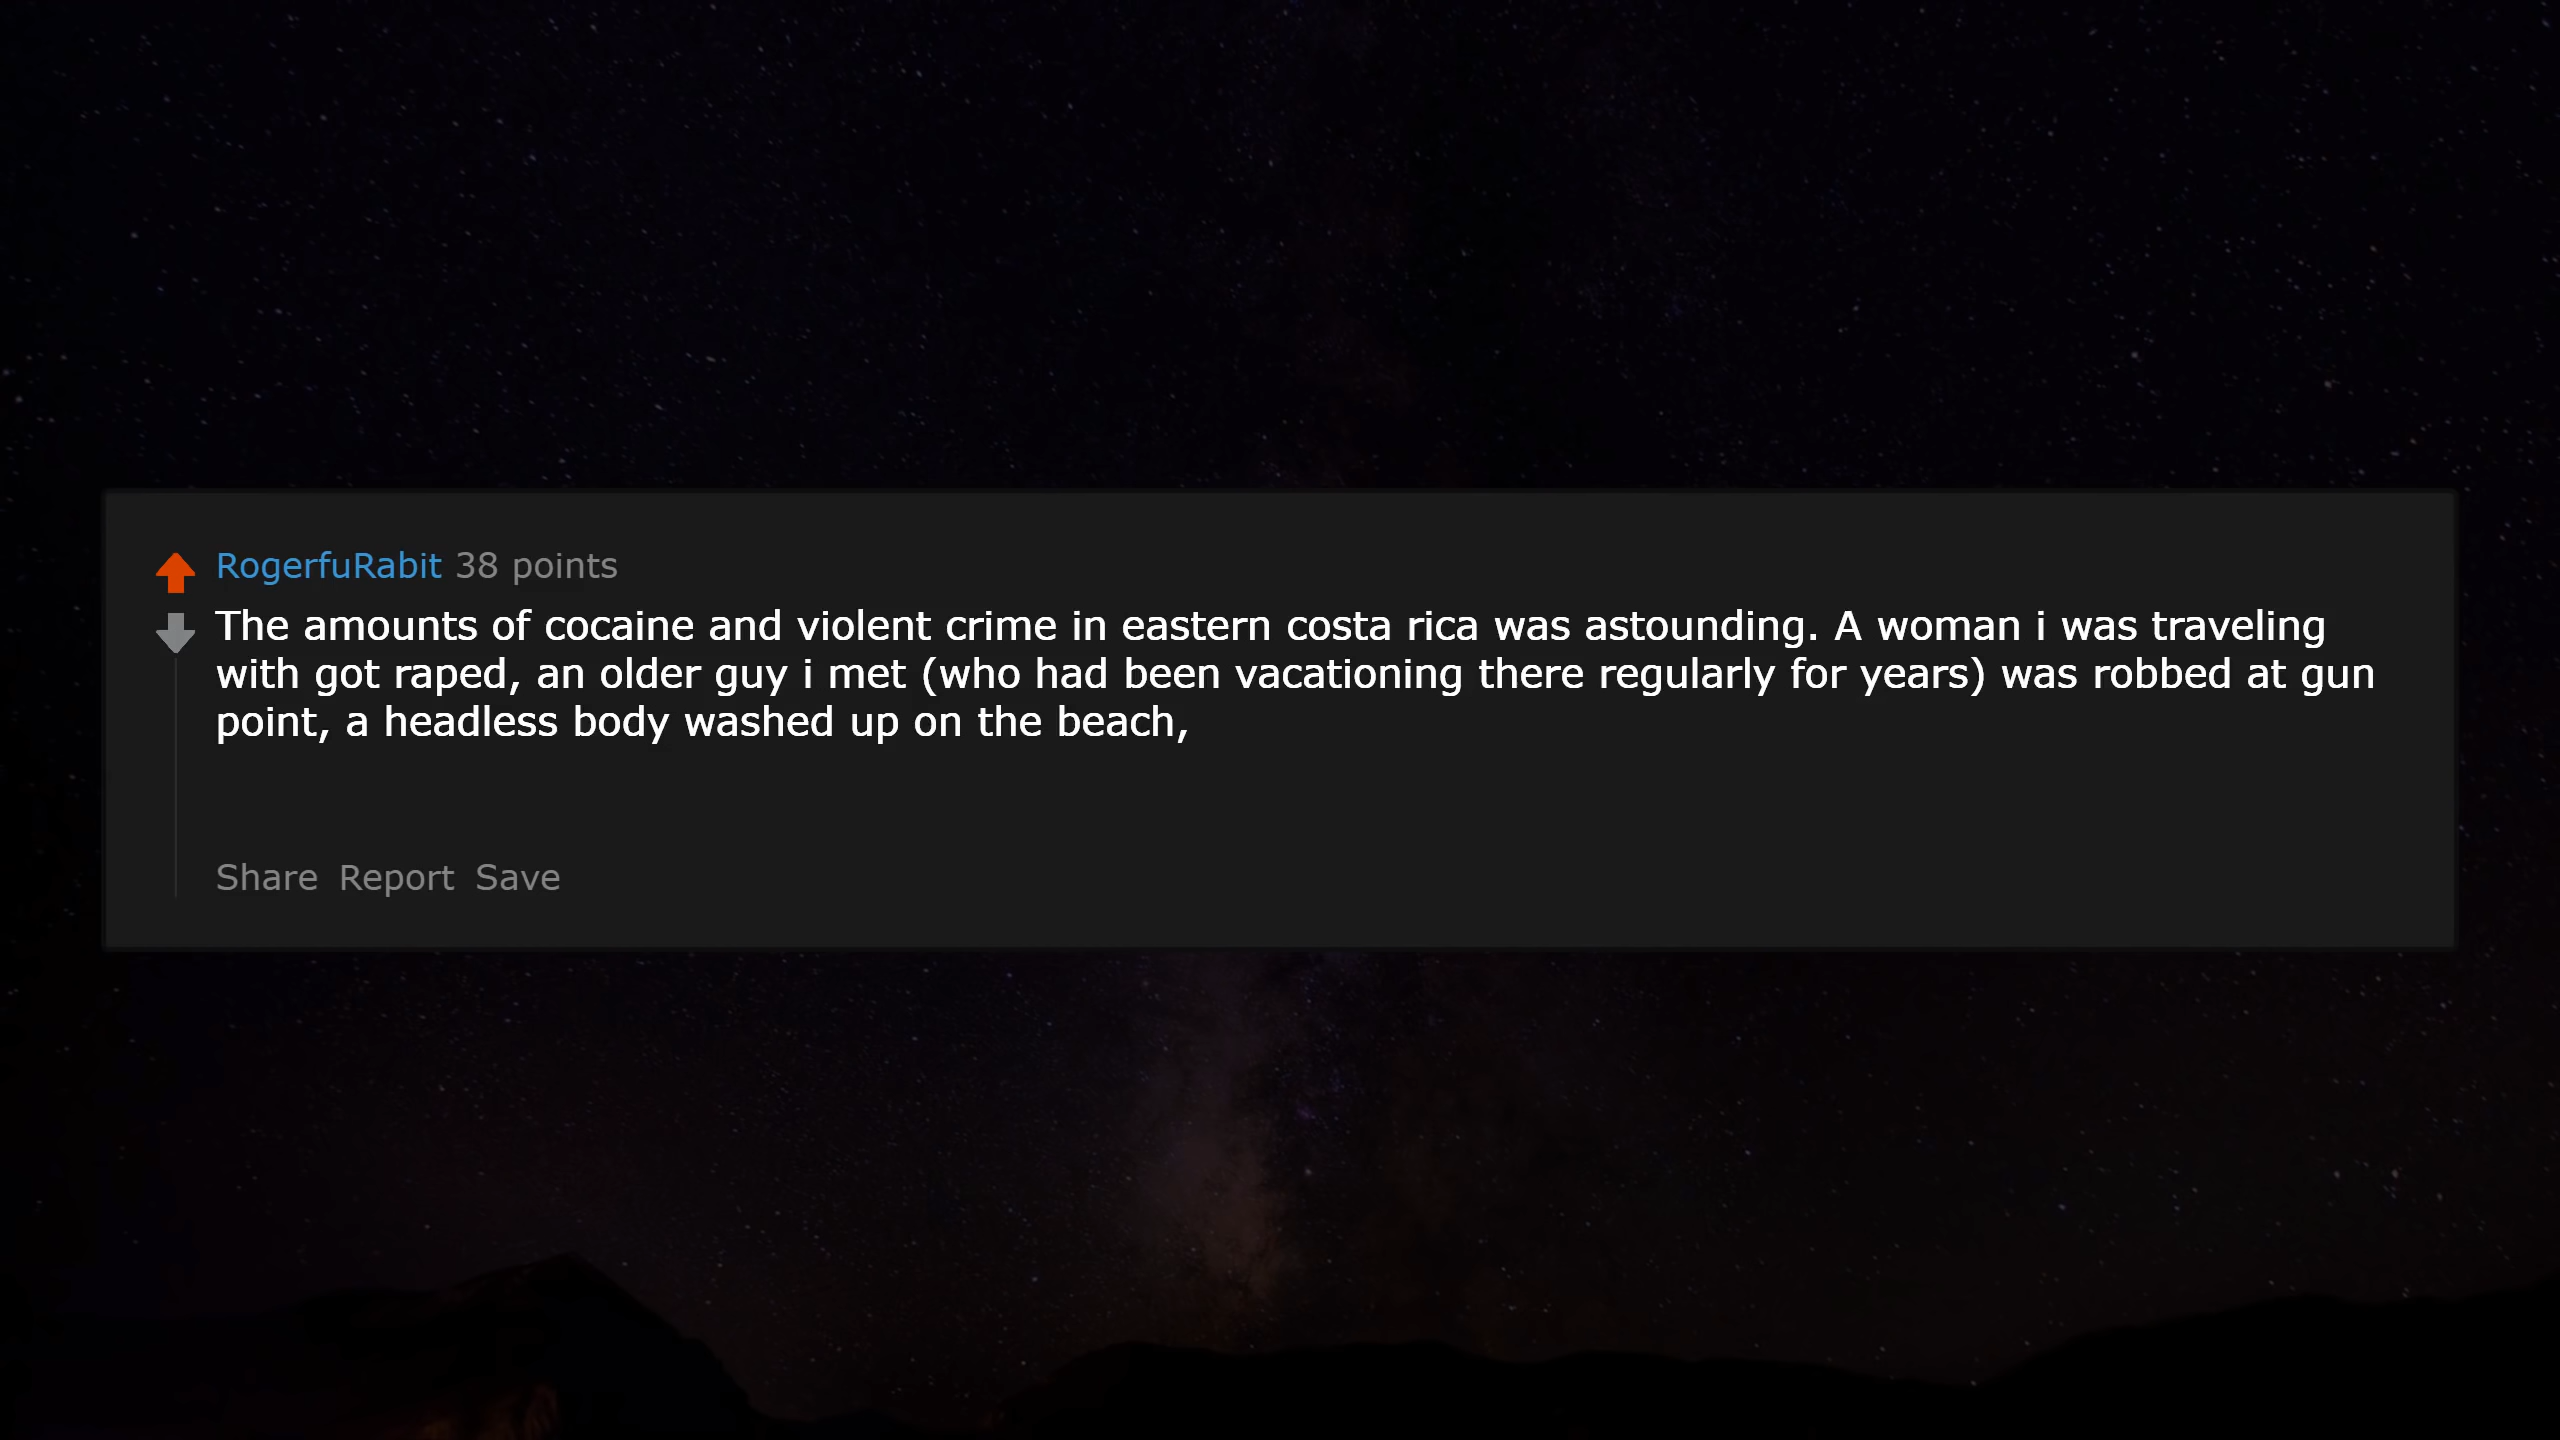 RogerfuRabit 38 points
The amounts of cocaine and violent crime in eastern costa rica was astounding. A woman i was traveling
with got raped, an older guy i met (who had been vacationing there regularly for years) was robbed at gun
point, a headless body washed up on the beach,
Share Report Save